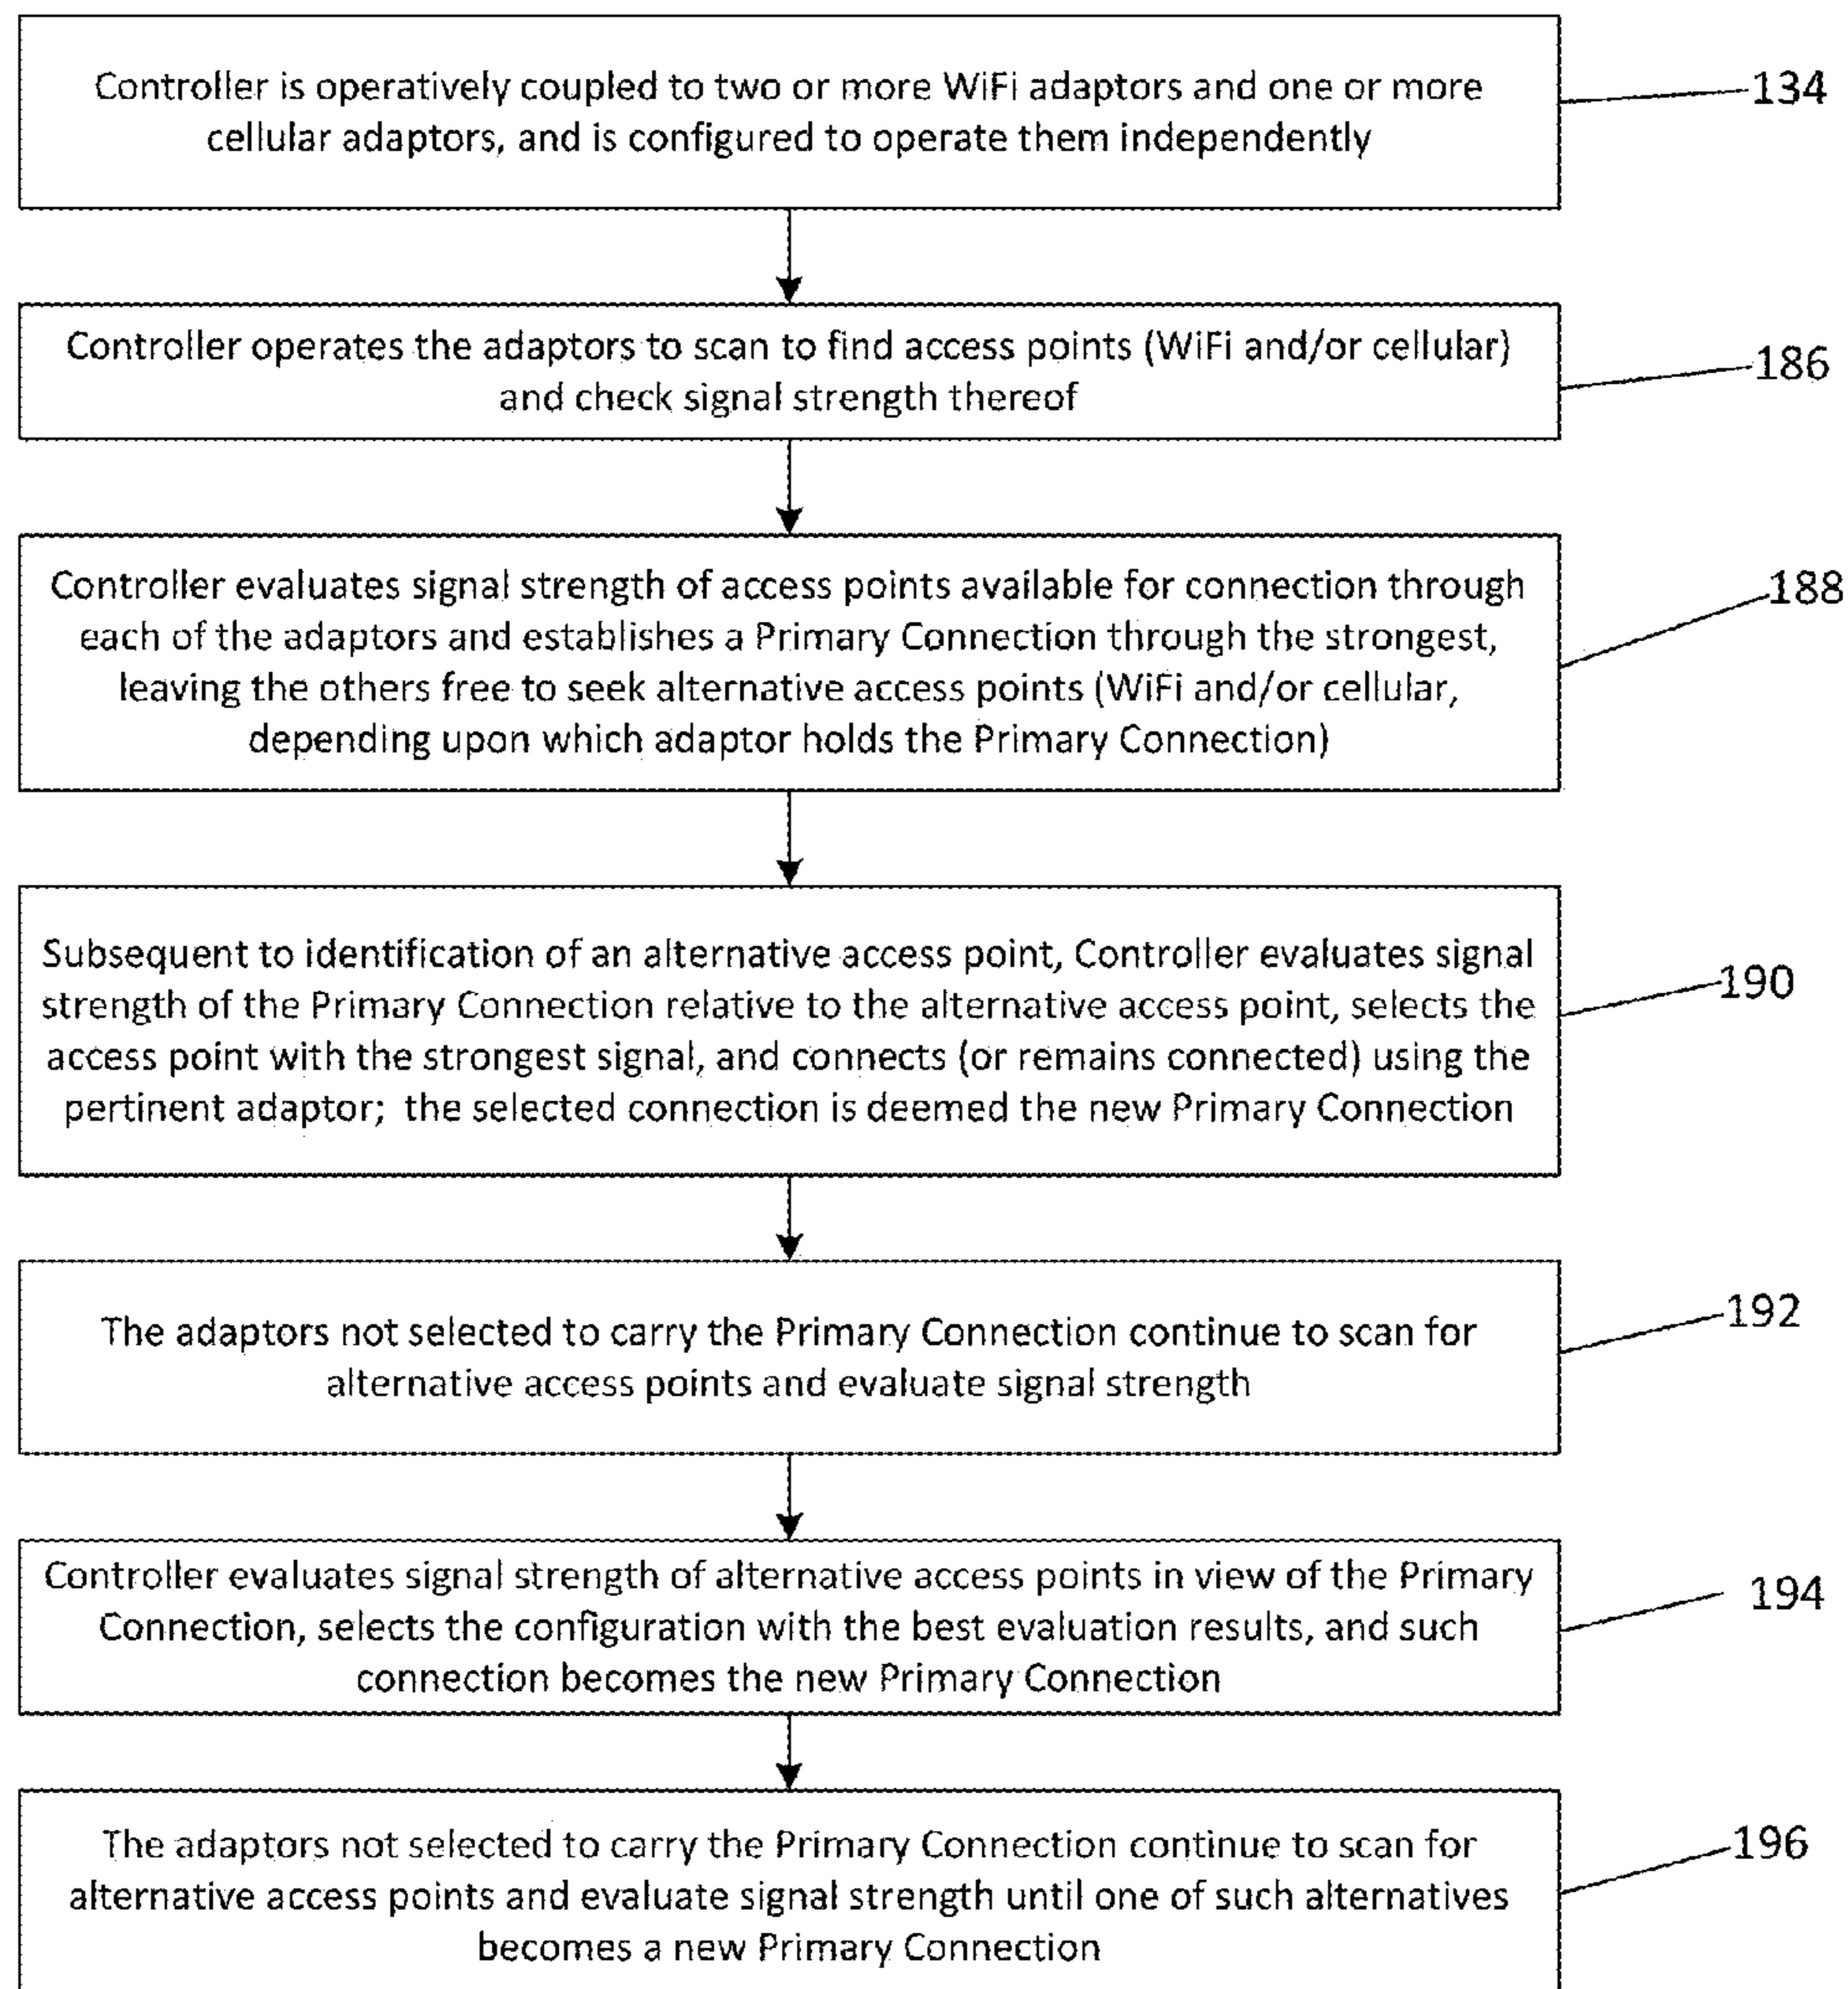 Controller is operatively coupled to two or more WiFi adaptors and one or more
cellular adaptors, and is configured to operate them independently
134
Controller operates the adaptors to scan to find access points (WiFi and/or cellular)
and check signal strength thereof
186
Controller evaluates signal strength of access points available for connection through
each of the adaptors and establishes a Primary Connection through the strongest,
leaving the others free to seek alternative access points (WiFi and/or cellular,
depending upon which adaptor holds the Primary Connection)
188
Subsequent to identification of an alternative access point, Controller evaluates signal
strength of the Primary Connection relative to the alternative access point, selects the
access point with the strongest signal, and connects (or remains connected) using the
pertinent adaptor; the selected connection is deemed the new Primary Connection
190
The adaptors not selected to carry the Primary Connection continue to scan for
alternative access points and evaluate signal strength
192
Controller evaluates signal strength of alternative access points in view of the Primary
Connection, selects the configuration with the best evaluation results, and such
connection becomes the new Primary Connection
194
The adaptors not selected to carry the Primary Connection continue to scan for
alternative access points and evaluate signal strength until one of such alternatives
becomes a new Primary Connection
196